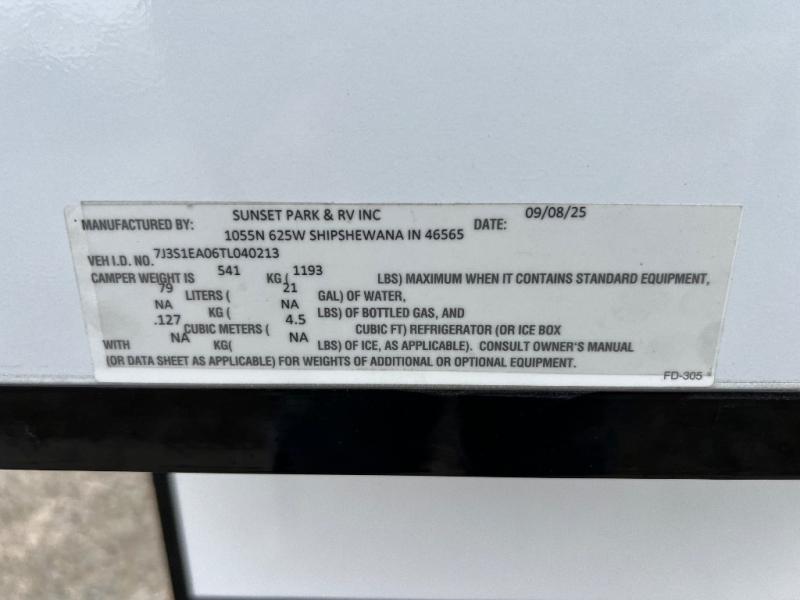 MANUFACTURED BY: SUNSET PARK & RV INC DATE: 09/08/25
1055N 625W SHIPSHEWANA IN 46565
VEH I.D. NO. 7J3S1EA06TL040213
CAMPER WEIGHT IS 541 KG ( 1193 LBS) MAXIMUM WHEN IT CONTAINS STANDARD EQUIPMENT,
79 LITERS ( 21 GAL) OF WATER,
NA KG ( NA LBS) OF BOTTLED GAS, AND
.127 CUBIC METERS ( 4.5 CUBIC FT) REFRIGERATOR (OR ICE BOX
WITH NA KG( NA LBS) OF ICE, AS APPLICABLE). CONSULT OWNER'S MANUAL
(OR DATA SHEET AS APPLICABLE) FOR WEIGHTS OF ADDITIONAL OR OPTIONAL EQUIPMENT.
FD-305